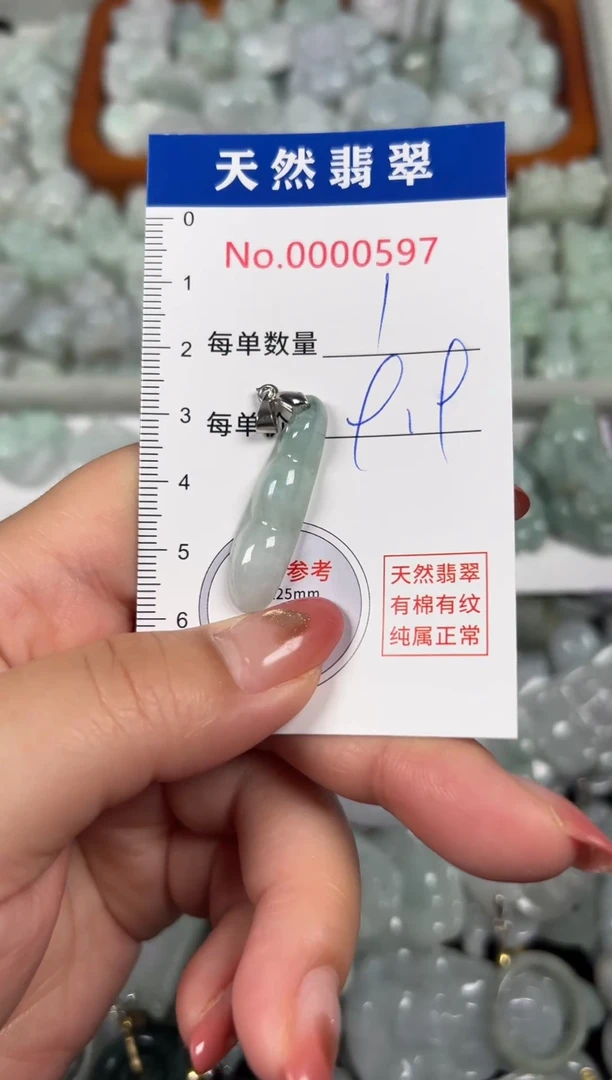 天然翡翠
No.0000597
0
1
2
3
4
5
6
每单数量 1
每单
参考
25mm
天然翡翠
有棉有纹
纯属正常